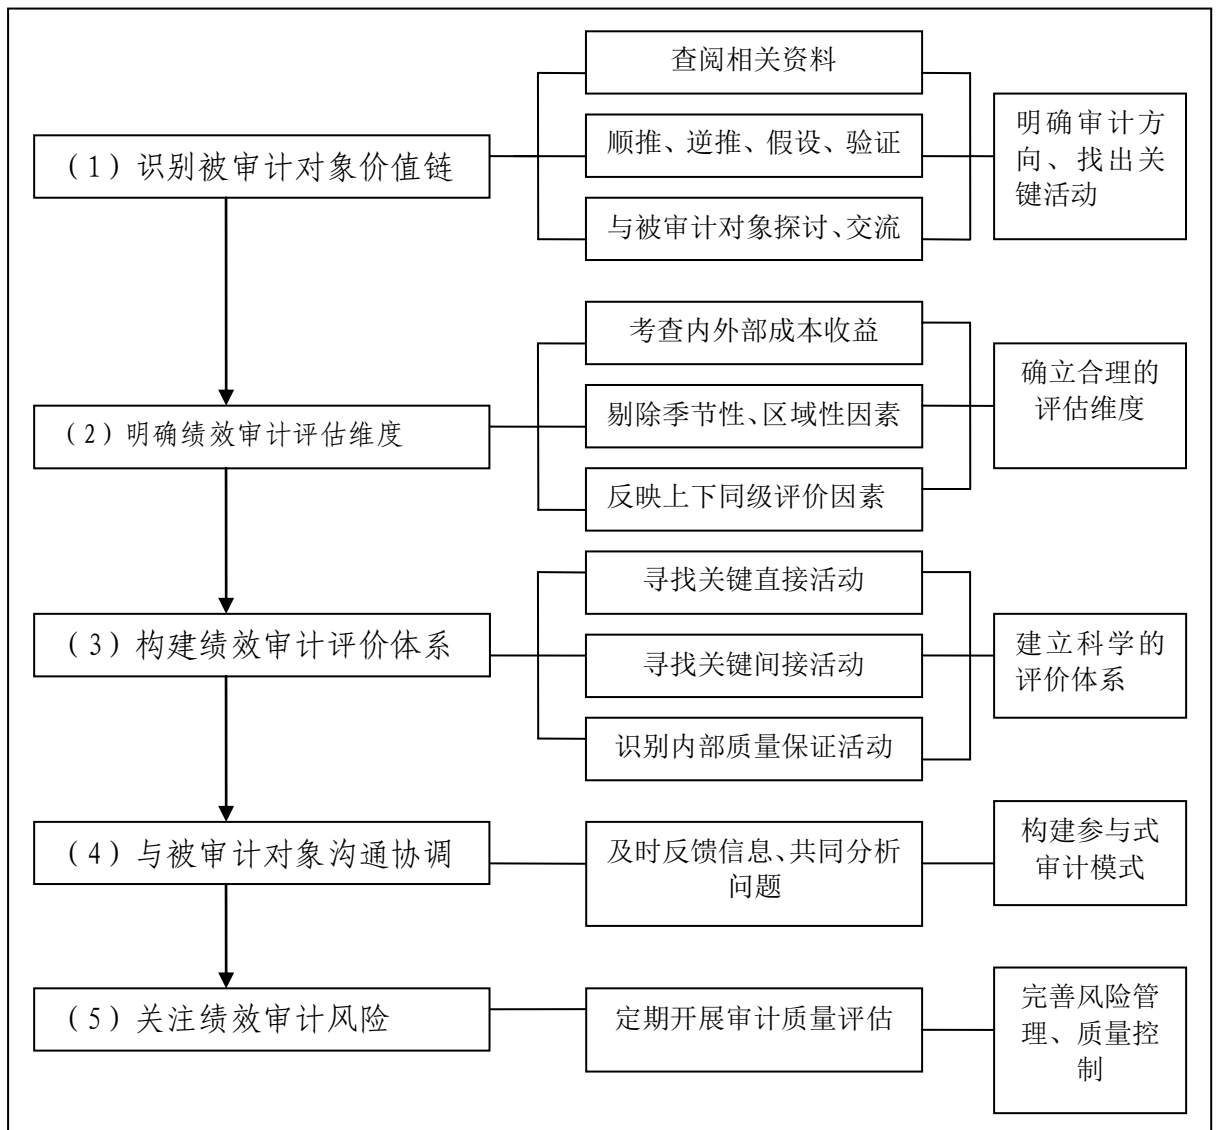 查阅相关资料
（1）识别被审计对象价值链
顺推、逆推、假设、验证
与被审计对象探讨、交流
明确审计方
向、找出关
键活动
考查内外部成本收益
（2）明确绩效审计评估维度
剔除季节性、区域性因素
反映上下同级评价因素
确立合理的
评估维度
寻找关键直接活动
（3）构建绩效审计评价体系
寻找关键间接活动
识别内部质量保证活动
建立科学的
评价体系
（4）与被审计对象沟通协调
及时反馈信息、共同分析
问题
构建参与式
审计模式
（5）关注绩效审计风险
定期开展审计质量评估
完善风险管
理、质量控
制